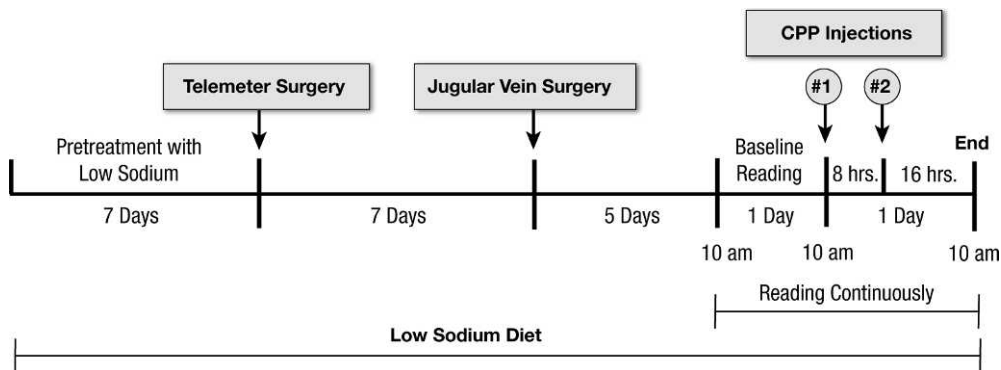 CPP Injections
Telemeter Surgery
Jugular Vein Surgery
#1
#2
Pretreatment with
Low Sodium
Baseline
Reading
8 hrs.
16 hrs.
End
7 Days
7 Days
5 Days
1 Day
1 Day
10 am
10 am
10 am
Reading Continuously
Low Sodium Diet